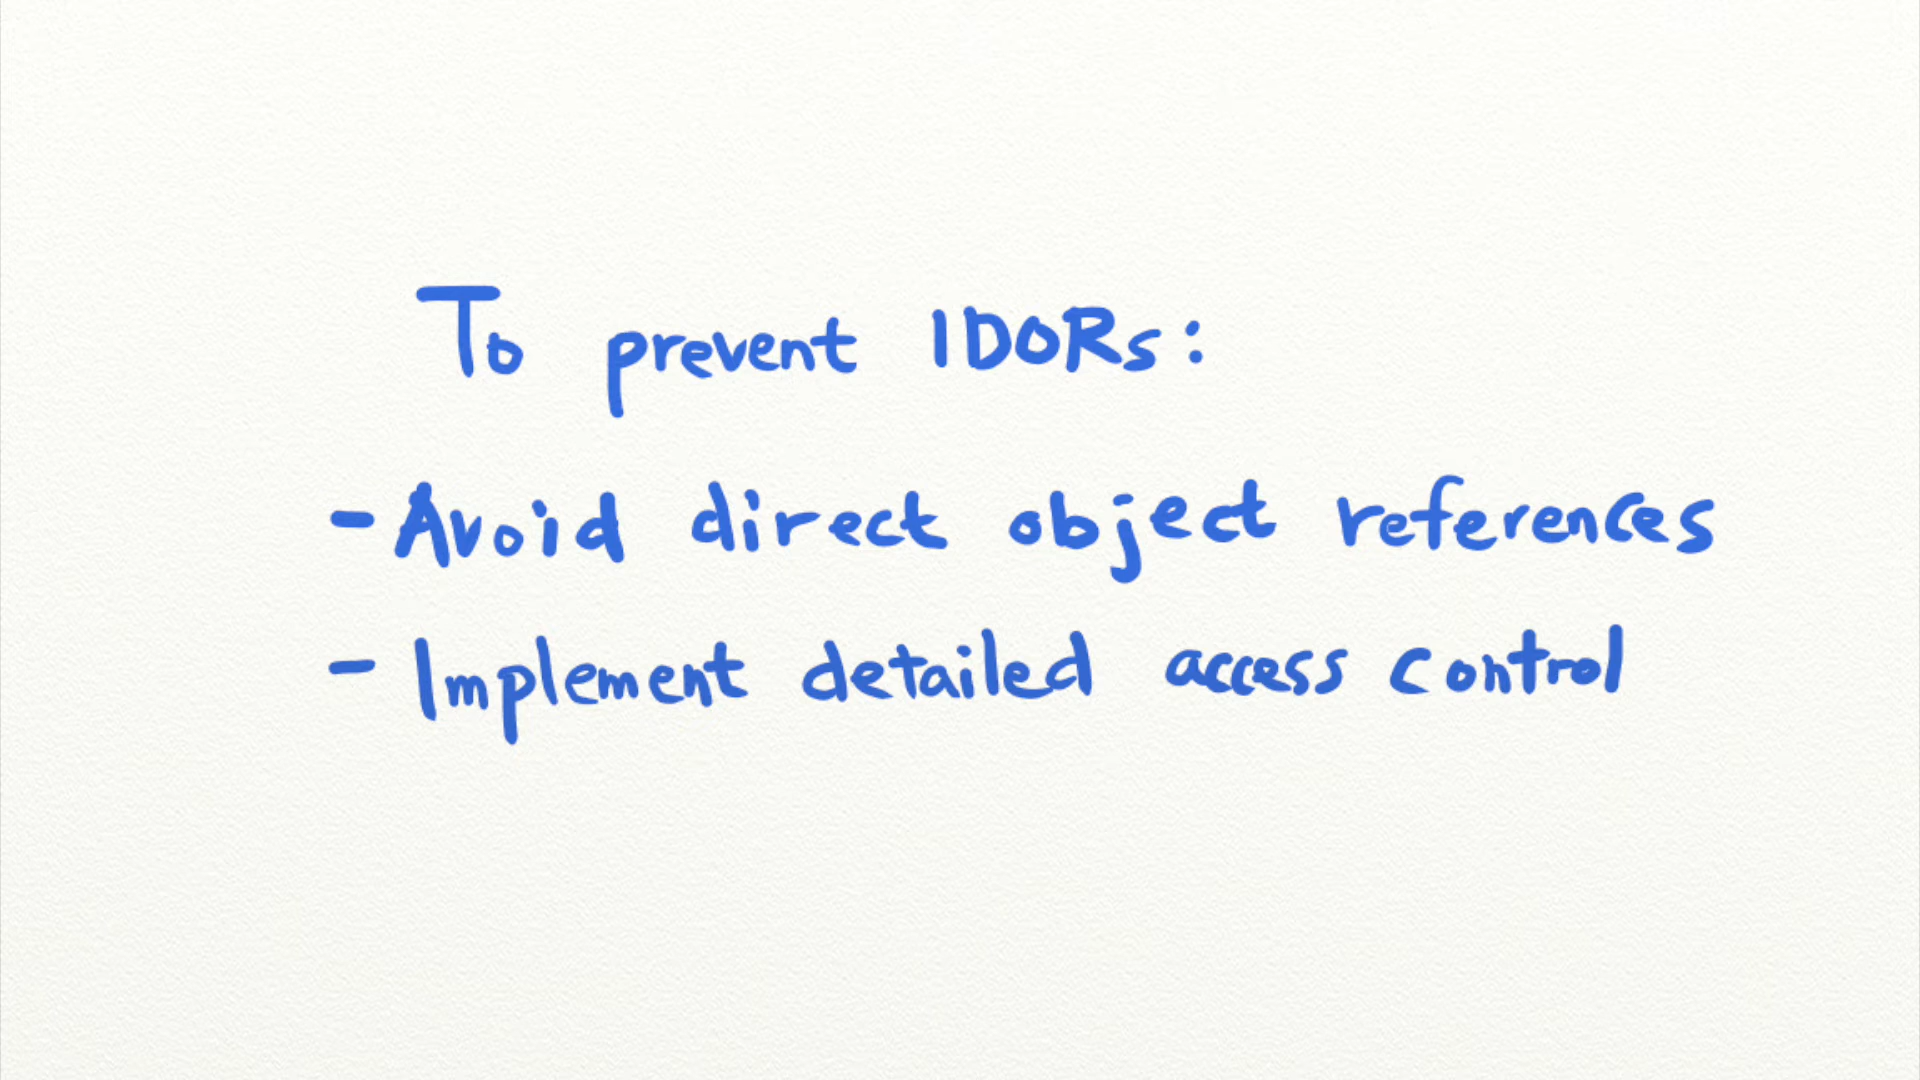 To prevent IDORs:
- Avoid direct object references
- Implement detailed access control